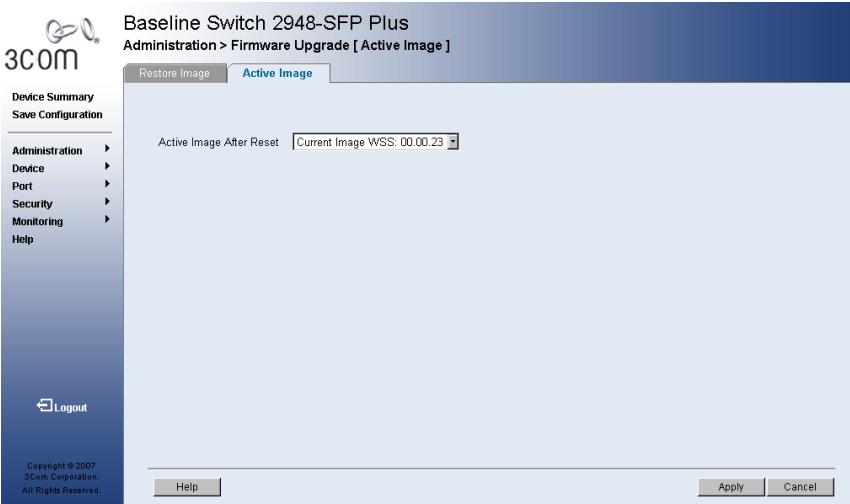 Baseline Switch 2948-SFP Plus
Administration > Firmware Upgrade [ Active Image ]
3COM
Restore Image
Active Image
Device Summary
Save Configuration
Administration
Device
Port
Security
Monitoring
Help
Active Image After Reset
Current Image WSS: 00.00.23
Logout
Copyright © 2007
3Com Corporation.
All Rights Reserved.
Help
Apply
Cancel